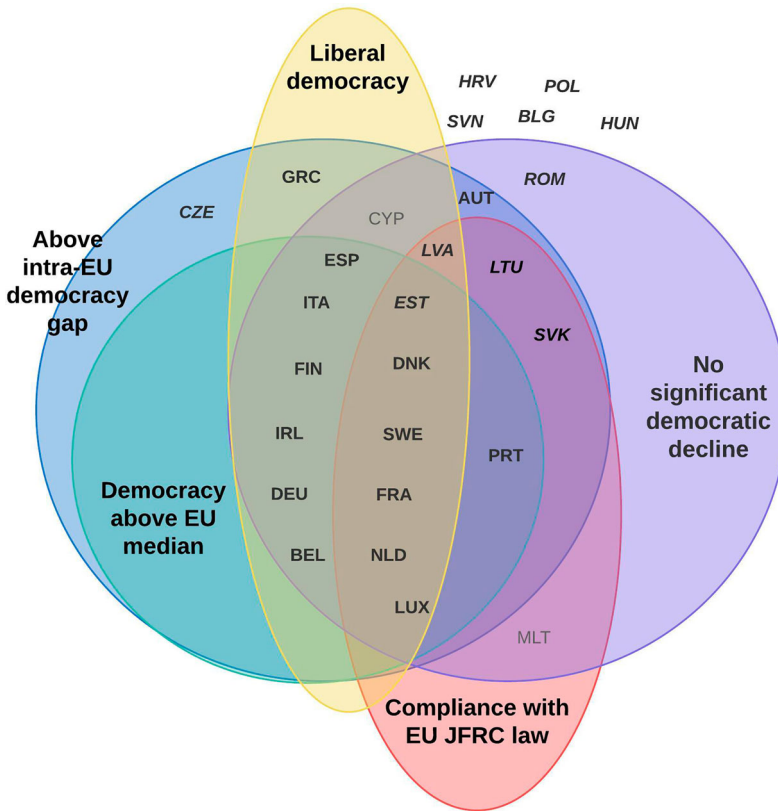 Liberal
democracy
HRV
POL
SVN
BLG
HUN
GRC
ROM
CZE
CYP
AUT
Above
intra-EU
democracy
gap
LVA
ESP
LTU
ITA
EST
SVK
FIN
DNK
No
significant
democratic
decline
IRL
SWE
PRT
Democracy
above EU
median
DEU
FRA
BEL
NLD
LUX
MLT
Compliance with
EU JFRC law